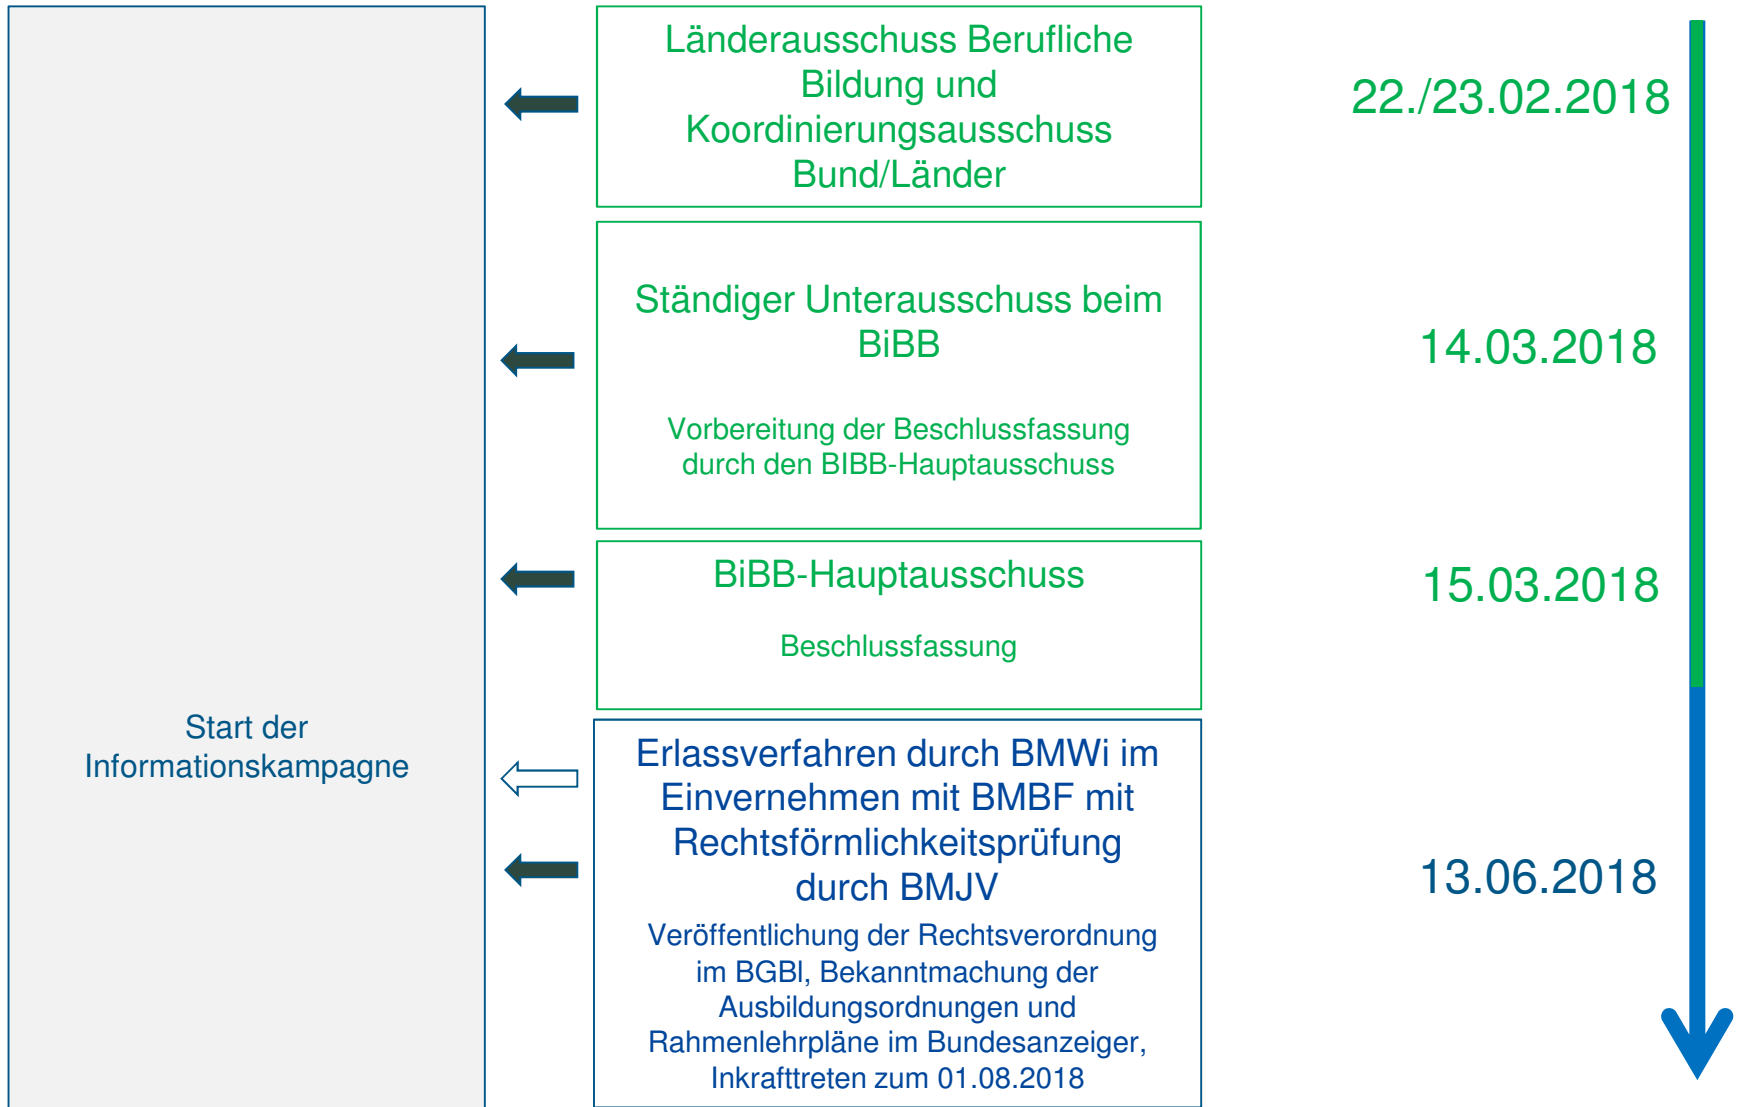 Länderausschuss Berufliche
Bildung und
Koordinierungsausschuss
Bund/Länder
22./23.02.2018
Ständiger Unterausschuss beim
BiBB
Vorbereitung der Beschlussfassung
durch den BIBB-Hauptausschuss
14.03.2018
BiBB-Hauptausschuss
Beschlussfassung
15.03.2018
Start der
Informationskampagne
Erlassverfahren durch BMWi im
Einvernehmen mit BMBF mit
Rechtsförmlichkeitsprüfung
durch BMJV
Veröffentlichung der Rechtsverordnung
im BGBl, Bekanntmachung der
Ausbildungsordnungen und
Rahmenlehrpläne im Bundesanzeiger,
Inkrafttreten zum 01.08.2018
13.06.2018